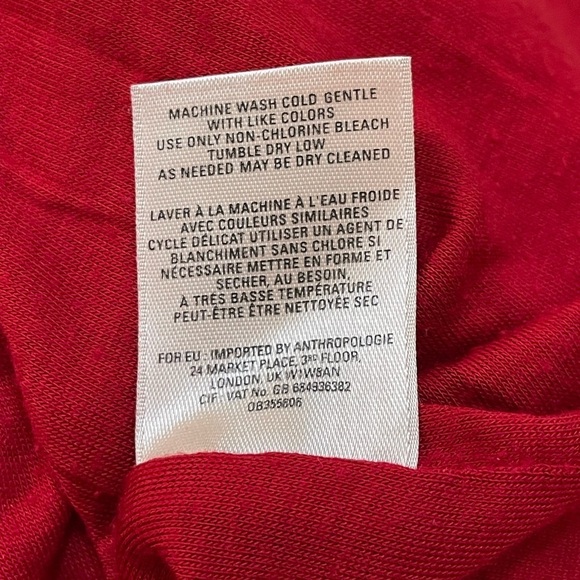 MACHINE WASH COLD GENTLE
WITH LIKE COLORS
USE ONLY NON-CHLORINE BLEACH
TUMBLE DRY LOW
AS NEEDED MAY BE DRY CLEANED
LAVER À LA MACHINE À L'EAU FROIDE
AVEC COULEURS SIMILAIRES
CYCLE DÉLICAT UTILISER UN AGENT DE
BLANCHIMENT SANS CHLORE SI
NÉCESSAIRE METTRE EN FORME ET
SECHER, AU BESOIN,
À TRÈS BASSE TEMPÉRATURE
PEUT-ÊTRE ÊTRE NETTOYÉE SEC
FOR EU - IMPORTED BY ANTHROPOLOGIE
24 MARKET PLACE, 3RD FLOOR,
LONDON, UK W1W8AN
CIF - VAT No. GB 684936382
OB355606